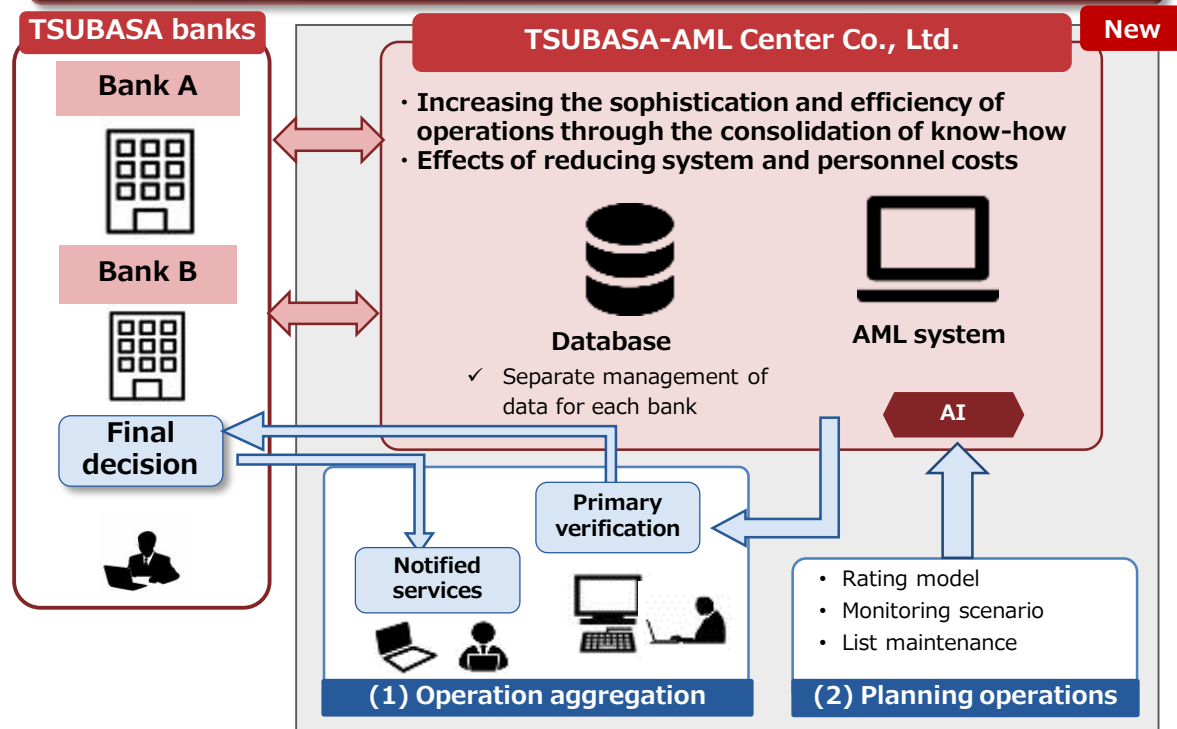 TSUBASA banks
Bank A
Bank B
Final
decision
New
TSUBASA-AML Center Co., Ltd.
・Increasing the sophistication and efficiency of
operations through the consolidation of know-how
・Effects of reducing system and personnel costs
Database
✓ Separate management of
data for each bank
AML system
AI
Primary
verification
Notified
services
(1) Operation aggregation
• Rating model
• Monitoring scenario
• List maintenance
(2) Planning operations